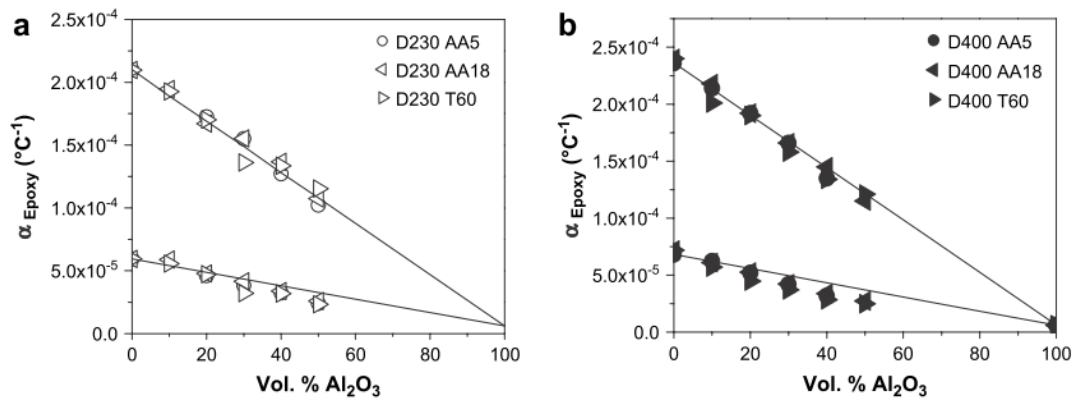 a
2.5x10⁻⁴
2.0x10⁻⁴
1.5x10⁻⁴
1.0x10⁻⁴
5.0x10⁻⁵
0.0
α Epoxy (°C⁻¹)
D230 AA5
D230 AA18
D230 T60
0 20 40 60 80 100
Vol. % Al₂O₃
b
2.5x10⁻⁴
2.0x10⁻⁴
1.5x10⁻⁴
1.0x10⁻⁴
5.0x10⁻⁵
0.0
α Epoxy (°C⁻¹)
D400 AA5
D400 AA18
D400 T60
0 20 40 60 80 100
Vol. % Al₂O₃